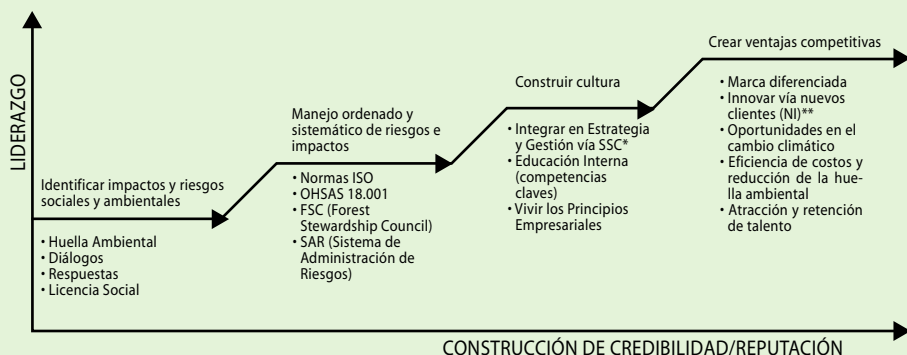 LIDERAZGO
Identificar impactos y riesgos
sociales y ambientales
• Huella Ambiental
• Diálogos
• Respuestas
• Licencia Social
Manejo ordenado y
sistemático de riesgos e
impactos
• Normas ISO
• OHSAS 18.001
• FSC (Forest
Stewardship Council)
• SAR (Sistema de
Administración de
Riesgos)
Construir cultura
• Integrar en Estrategia
y Gestión vía SSC*
• Educación Interna
(competencias
claves)
• Vivir los Principios
Empresariales
Crear ventajas competitivas
• Marca diferenciada
• Innovar vía nuevos
clientes (NI)**
• Oportunidades en el
cambio climático
• Eficiencia de costos y
reducción de la hue-
lla ambiental
• Atracción y retención
de talento
CONSTRUCCIÓN DE CREDIBILIDAD/REPUTACIÓN